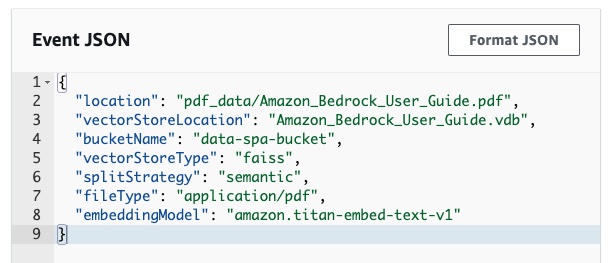 Event JSON
Format JSON
1 {
2 "location": "pdf_data/Amazon_Bedrock_User_Guide.pdf",
3 "vectorStoreLocation": "Amazon_Bedrock_User_Guide.vdb",
4 "bucketName": "data-spa-bucket",
5 "vectorStoreType": "faiss",
6 "splitStrategy": "semantic",
7 "fileType": "application/pdf",
8 "embeddingModel": "amazon.titan-embed-text-v1"
9 }